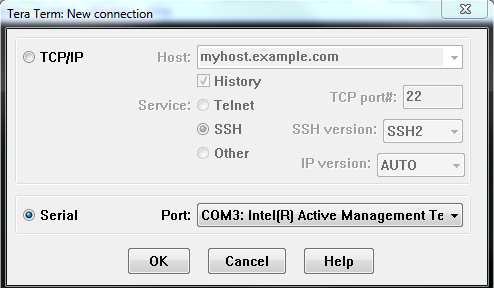 Tera Term: New connection
TCP/IP
Host: myhost.example.com
History
Service: Telnet
TCP port#: 22
SSH
SSH version: SSH2
Other
IP version: AUTO
Serial
Port: COM3: Intel(R) Active Management Te
OK Cancel Help